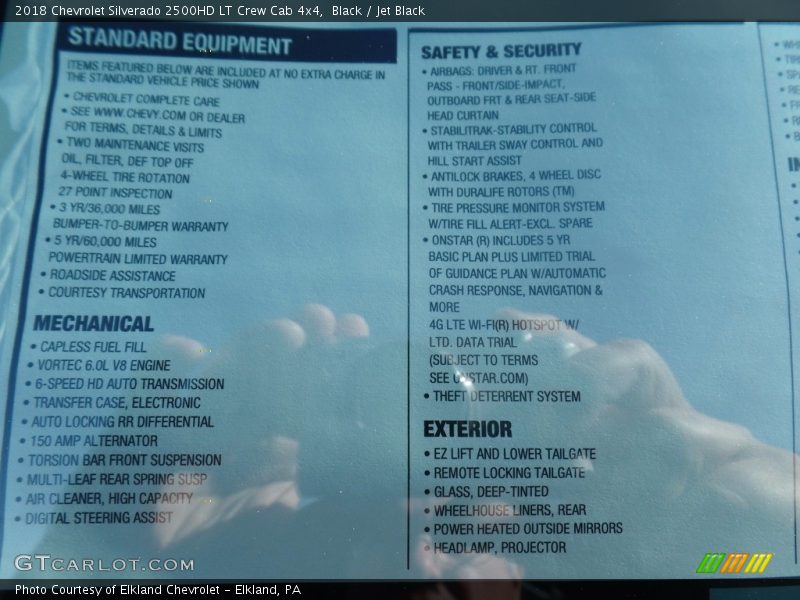 2018 Chevrolet Silverado 2500HD LT Crew Cab 4x4,  Black / Jet Black
STANDARD EQUIPMENT
ITEMS FEATURED BELOW ARE INCLUDED AT NO EXTRA CHARGE IN
THE STANDARD VEHICLE PRICE SHOWN
• CHEVROLET COMPLETE CARE
• SEE WWW.CHEVY.COM OR DEALER
FOR TERMS, DETAILS & LIMITS
• TWO MAINTENANCE VISITS
OIL, FILTER, DEF TOP OFF
4-WHEEL TIRE ROTATION
27 POINT INSPECTION
• 3 YR/36,000 MILES
BUMPER-TO-BUMPER WARRANTY
• 5 YR/60,000 MILES
POWERTRAIN LIMITED WARRANTY
• ROADSIDE ASSISTANCE
• COURTESY TRANSPORTATION
MECHANICAL
• CAPLESS FUEL FILL
• VORTEC 6.0L V8 ENGINE
• 6-SPEED HD AUTO TRANSMISSION
• TRANSFER CASE, ELECTRONIC
• AUTO LOCKING RR DIFFERENTIAL
• 150 AMP ALTERNATOR
• TORSION BAR FRONT SUSPENSION
• MULTI-LEAF REAR SPRING SUSP
• AIR CLEANER, HIGH CAPACITY
• DIGITAL STEERING ASSIST
SAFETY & SECURITY
• AIRBAGS: DRIVER & RT. FRONT
PASS - FRONT/SIDE-IMPACT,
OUTBOARD FRT & REAR SEAT-SIDE
HEAD CURTAIN
• STABILITRAK-STABILITY CONTROL
WITH TRAILER SWAY CONTROL AND
HILL START ASSIST
• ANTILOCK BRAKES, 4 WHEEL DISC
WITH DURALIFE ROTORS (TM)
• TIRE PRESSURE MONITOR SYSTEM
W/TIRE FILL ALERT-EXCL. SPARE
• ONSTAR (R) INCLUDES 5 YR
BASIC PLAN PLUS LIMITED TRIAL
OF GUIDANCE PLAN W/AUTOMATIC
CRASH RESPONSE, NAVIGATION &
MORE
4G LTE WI-FI(R) HOTSPOT W/
LTD. DATA TRIAL
(SUBJECT TO TERMS
SEE ONSTAR.COM)
• THEFT DETERRENT SYSTEM
EXTERIOR
• EZ LIFT AND LOWER TAILGATE
• REMOTE LOCKING TAILGATE
• GLASS, DEEP-TINTED
• WHEELHOUSE LINERS, REAR
• POWER HEATED OUTSIDE MIRRORS
• HEADLAMP, PROJECTOR
GTCARLOT.COM
Photo Courtesy of Elkland Chevrolet – Elkland, PA